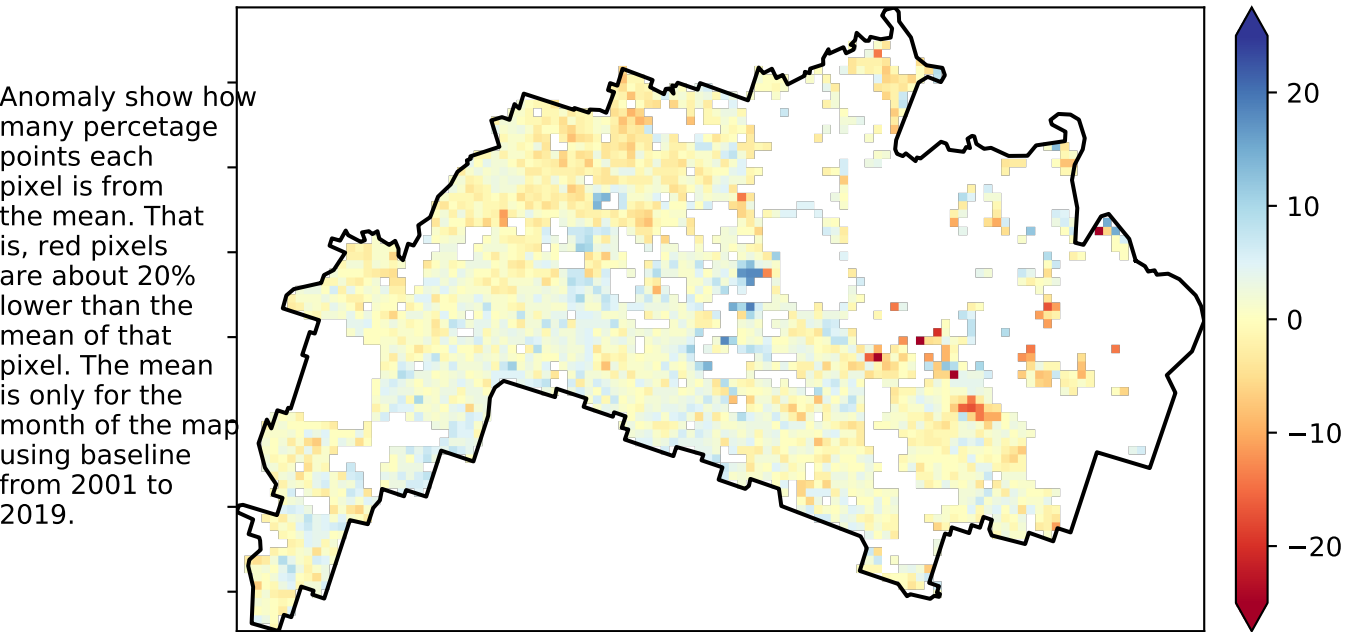 Anomaly show how
many percetage
points each
pixel is from
the mean. That
is, red pixels
are about 20%
lower than the
mean of that
pixel. The mean
is only for the
month of the map
using baseline
from 2001 to
2019.
20
10
0
−10
−20